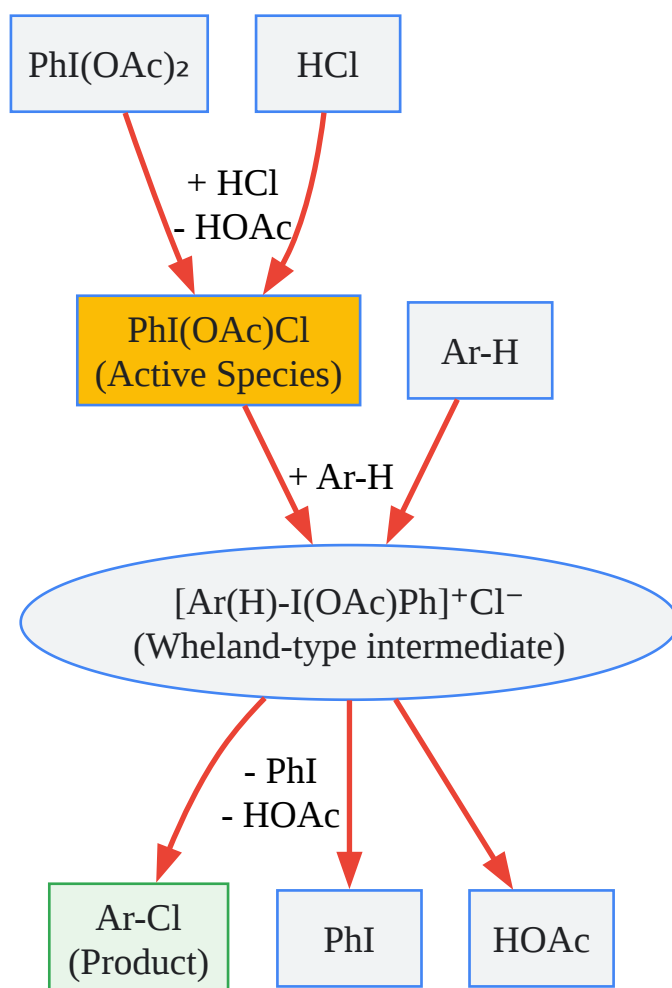 PhI(OAc)₂
HCl
+ HCl
- HOAc
PhI(OAc)Cl
(Active Species)
Ar-H
+ Ar-H
[Ar(H)-I(OAc)Ph]⁺Cl⁻
(Wheland-type intermediate)
- PhI
- HOAc
Ar-Cl
(Product)
PhI
HOAc